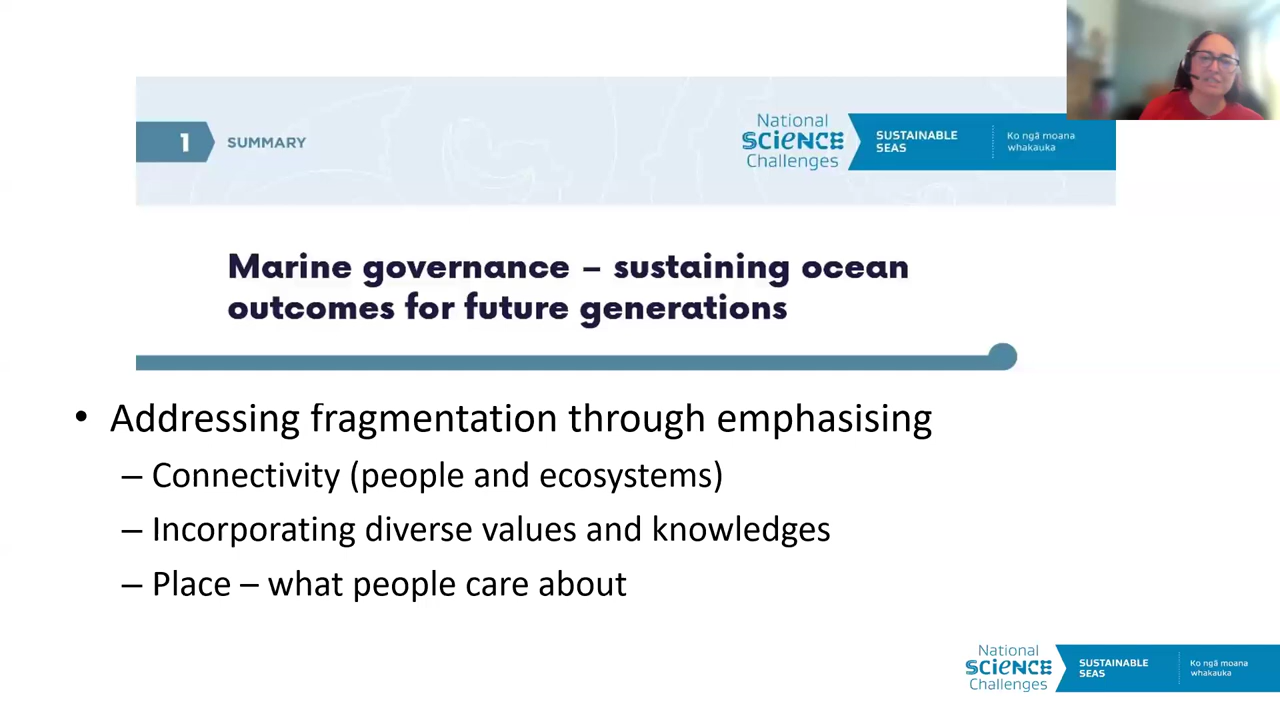 1 SUMMARY
National
SCIENCE
Challenges
SUSTAINABLE
SEAS
Ko ngā moana
whakauka
Marine governance – sustaining ocean
outcomes for future generations
• Addressing fragmentation through emphasising
– Connectivity (people and ecosystems)
– Incorporating diverse values and knowledges
– Place – what people care about
National
SCIENCE
Challenges
SUSTAINABLE
SEAS
Ko ngā moana
whakauka